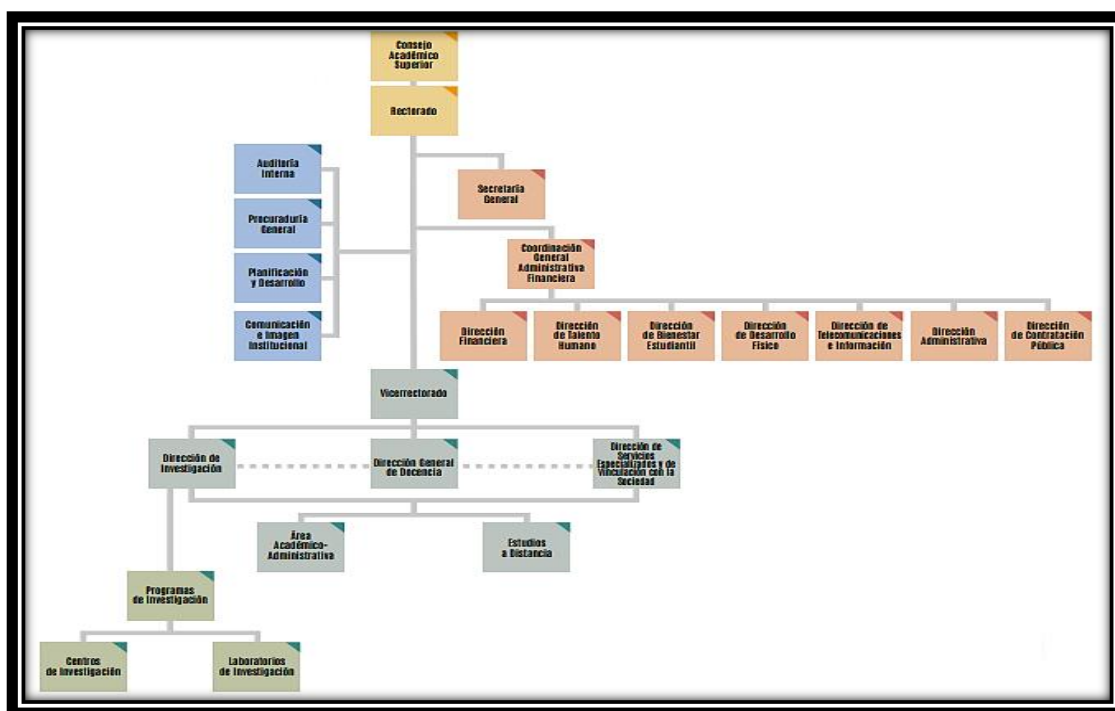 Consejo
Académico
Superior
Rectorado
Auditoría
Interna
Secretaría
General
Procuraduría
General
Coordinación
General
Administrativa
Financiera
Planificación
y Desarrollo
Comunicación
e Imagen
Institucional
Dirección
Financiera
Dirección
de Talento
Humano
Dirección
de Bienestar
Estudiantil
Dirección
de Desarrollo
Físico
Dirección de
Telecomunicaciones
e Información
Dirección
Administrativa
Dirección
de Contratación
Pública
Vicerrectorado
Dirección de
Investigación
Dirección General
de Docencia
Dirección de
Servicios
Especializados y de
Vinculación con la
Sociedad
Área
Académico-
Administrativa
Estudios
a Distancia
Programas
de Investigación
Centros
de Investigación
Laboratorios
de Investigación